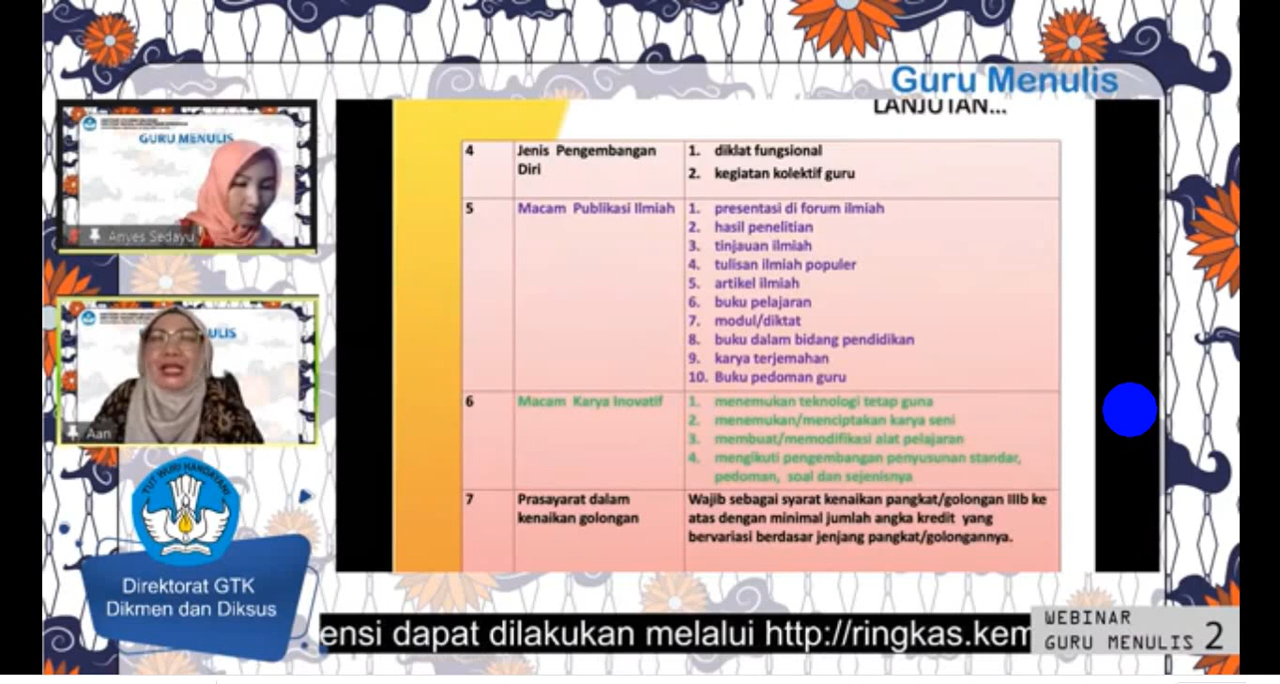 Guru Menulis
LANJUTAN...
GURU MENULIS
Anyes Sedayu
ULIS
Aan
4 Jenis Pengembangan Diri
1. diklat fungsional
2. kegiatan kolektif guru
5 Macam Publikasi Ilmiah
1. presentasi di forum ilmiah
2. hasil penelitian
3. tinjauan ilmiah
4. tulisan ilmiah populer
5. artikel ilmiah
6. buku pelajaran
7. modul/diktat
8. buku dalam bidang pendidikan
9. karya terjemahan
10. Buku pedoman guru
6 Macam Karya Inovatif
1. menemukan teknologi tetap guna
2. menemukan/menciptakan karya seni
3. membuat/memodifikasi alat pelajaran
4. mengikuti pengembangan penyusunan standar,
pedoman, soal dan sejenisnya
7 Prasayarat dalam
kenaikan golongan
Wajib sebagai syarat kenaikan pangkat/golongan IIIb ke
atas dengan minimal jumlah angka kredit yang
bervariasi berdasar jenjang pangkat/golongannya.
TUT WURI HANDAYANI
Direktorat GTK
Dikmen dan Diksus
ensi dapat dilakukan melalui http://ringkas.kem
WEBINAR
GURU MENULIS 2